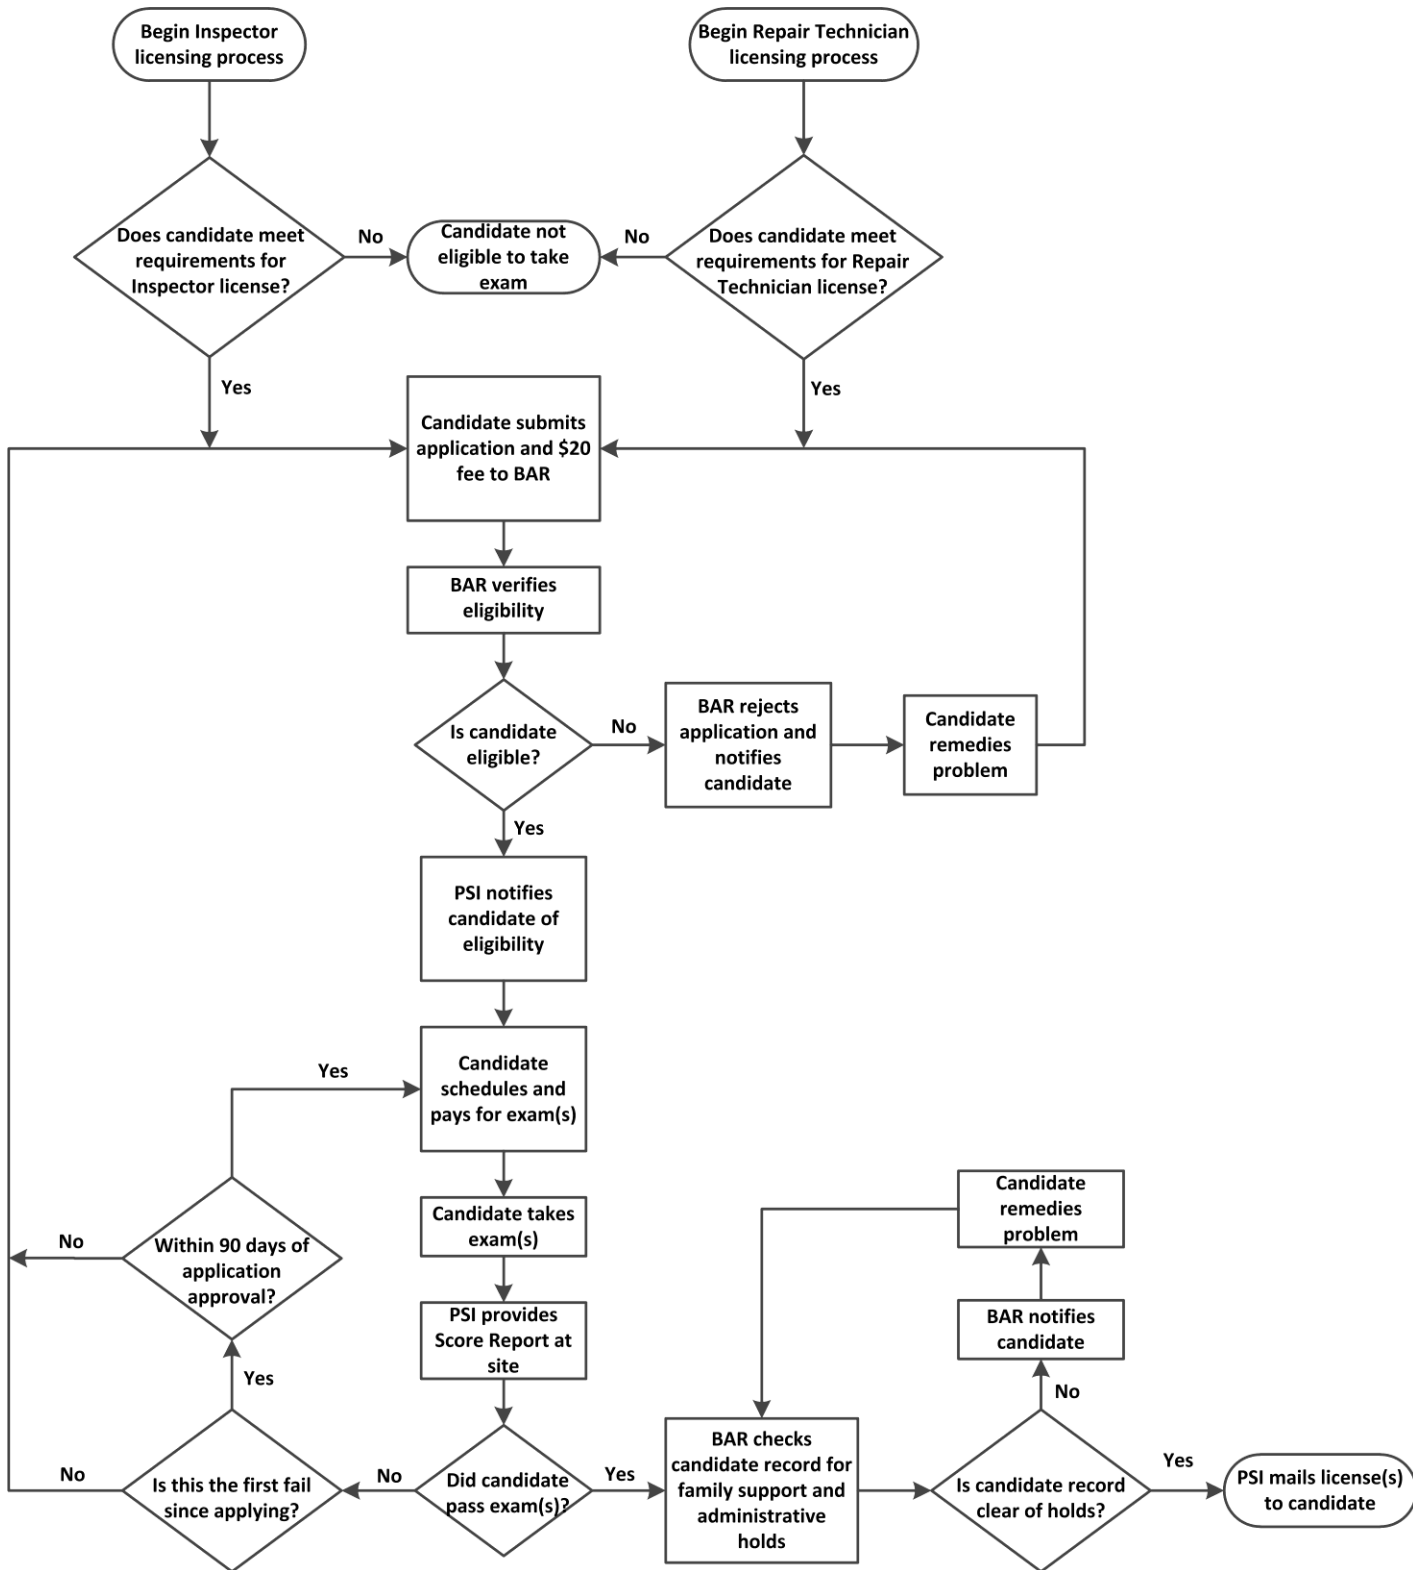 Begin Inspector
licensing process
Begin Repair Technician
licensing process
Does candidate meet
requirements for
Inspector license?
No
Candidate not
eligible to take
exam
No
Does candidate meet
requirements for Repair
Technician license?
Yes
Yes
Candidate submits
application and $20
fee to BAR
BAR verifies
eligibility
Is candidate
eligible?
No
BAR rejects
application and
notifies
candidate
Candidate
remedies
problem
Yes
PSI notifies
candidate of
eligibility
Yes
Candidate
schedules and
pays for exam(s)
Candidate takes
exam(s)
Candidate
remedies
problem
No
Within 90 days of
application
approval?
PSI provides
Score Report at
site
BAR notifies
candidate
Yes
No
No
Is this the first fail
since applying?
No
Did candidate
pass exam(s)?
Yes
BAR checks
candidate record for
family support and
administrative
holds
Is candidate record
clear of holds?
Yes
PSI mails license(s)
to candidate